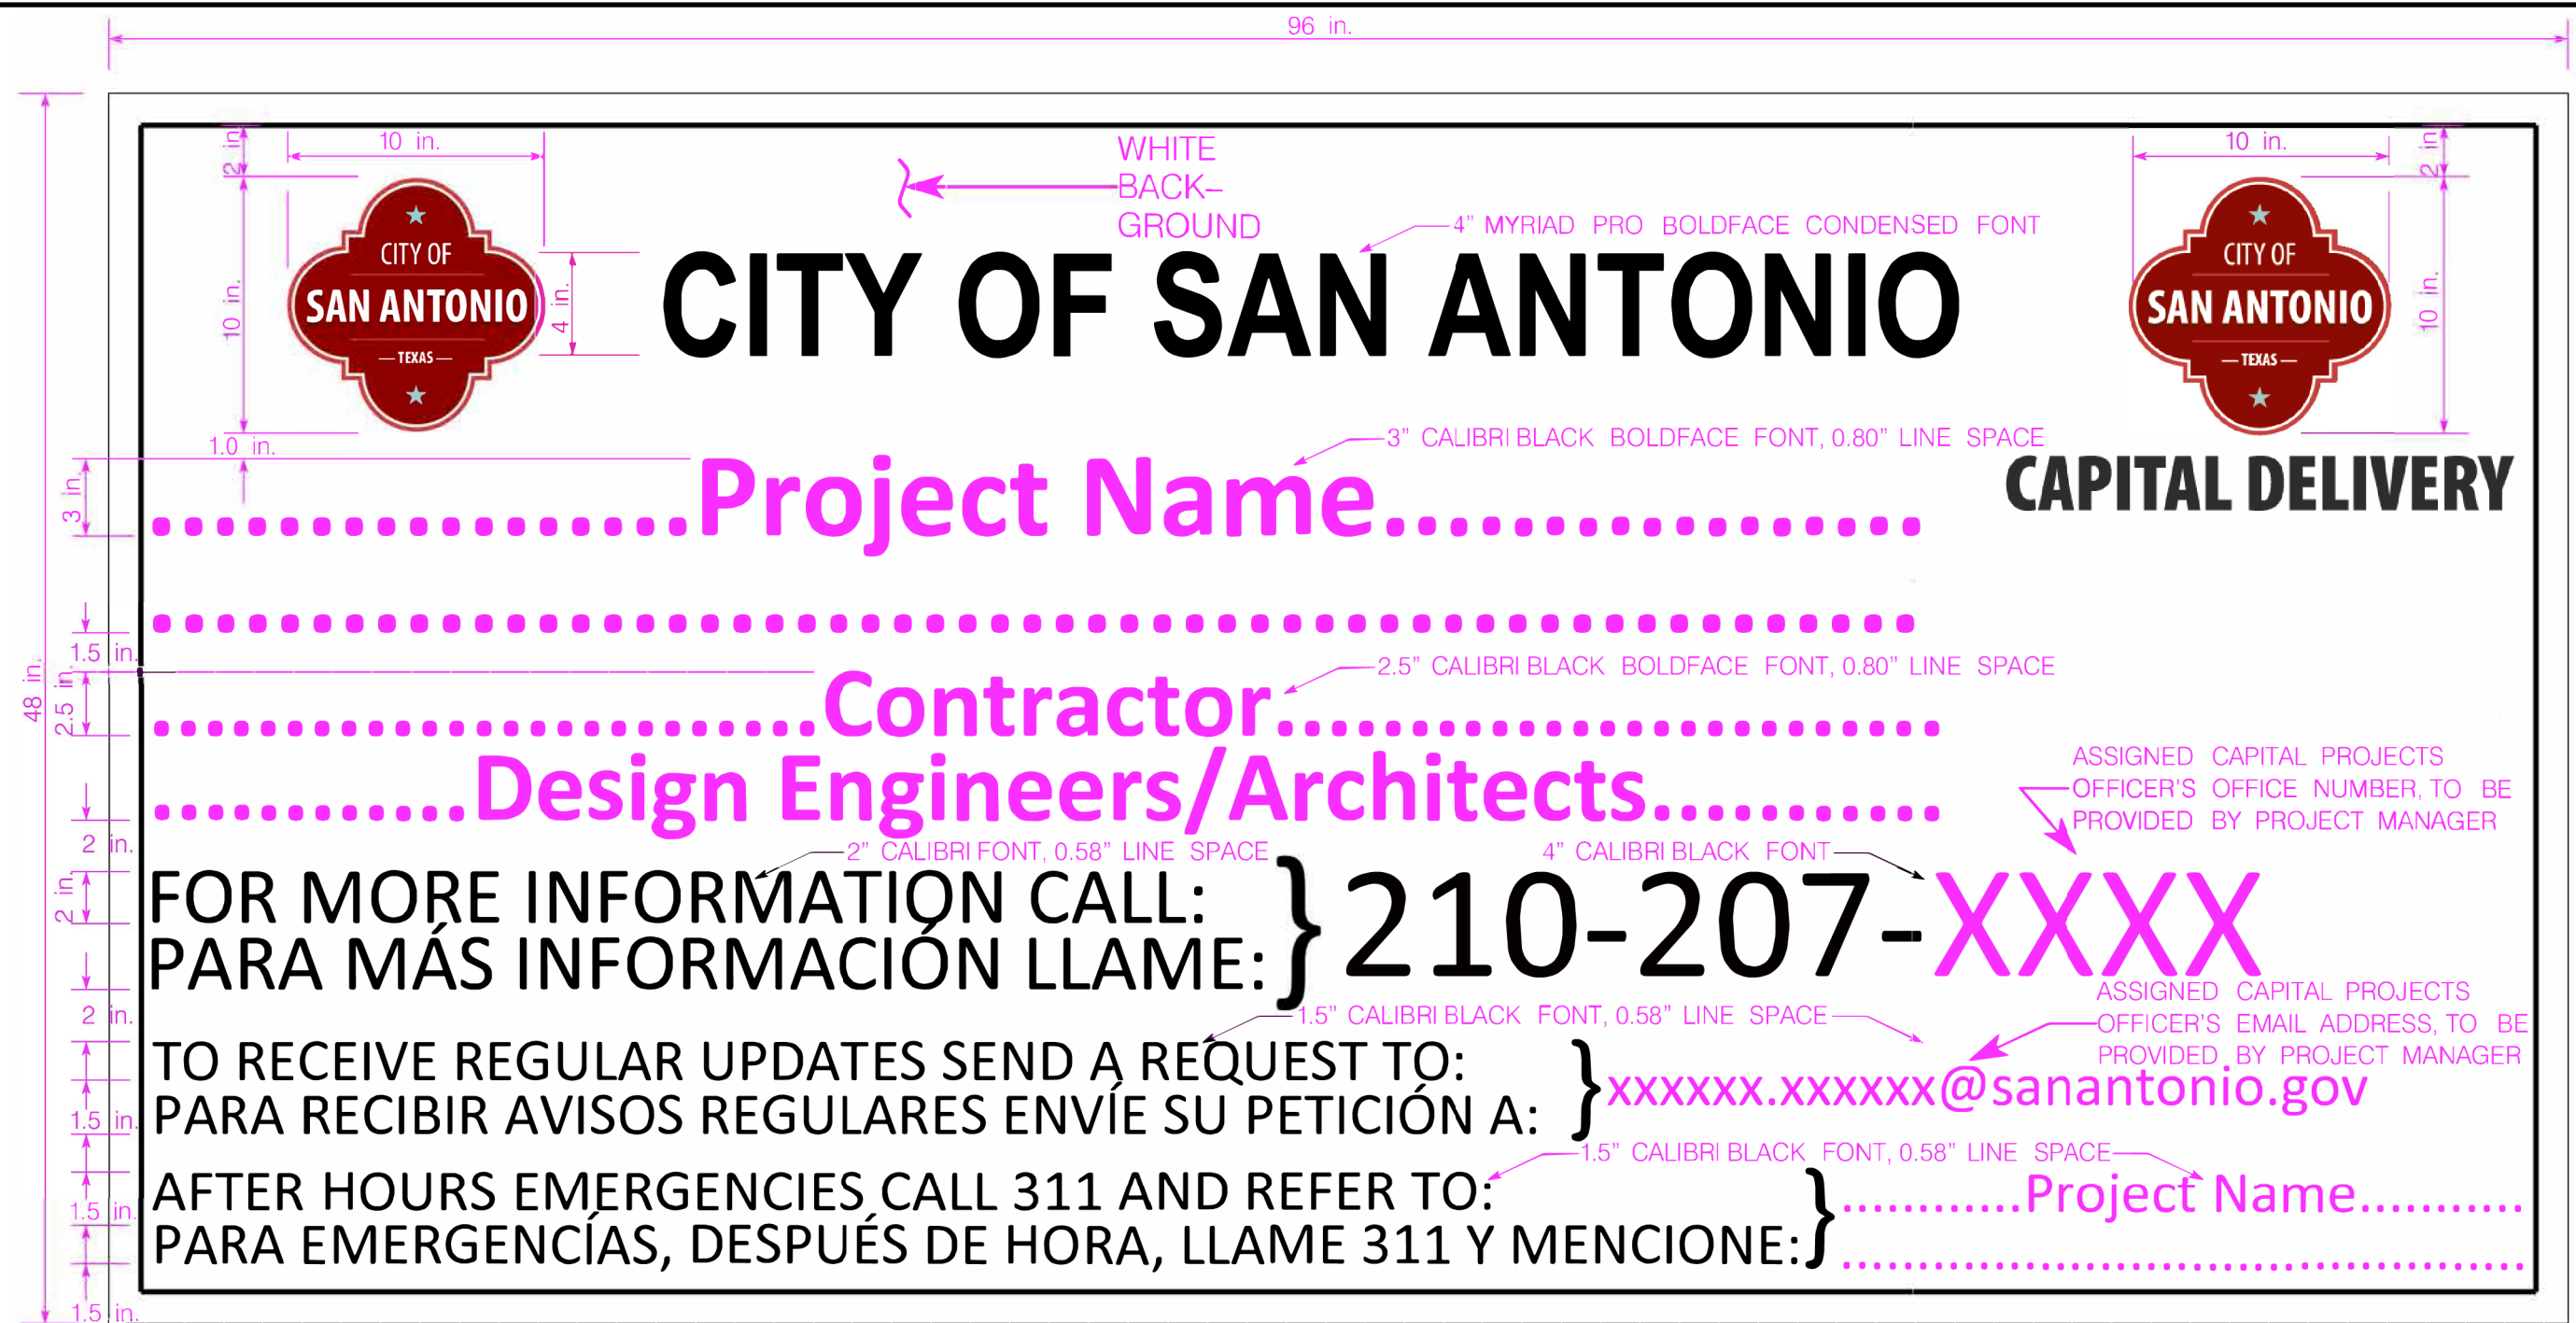 96 in.
2 in.
10 in.
10 in.
CITY OF
SAN ANTONIO
TEXAS
4 in.
WHITE
BACK-
GROUND
4" MYRIAD PRO BOLDFACE CONDENSED FONT
CITY OF SAN ANTONIO
10 in.
2 in.
10 in.
CITY OF
SAN ANTONIO
TEXAS
CAPITAL DELIVERY
1.0 in.
3 in.
3" CALIBRI BLACK BOLDFACE FONT, 0.80" LINE SPACE
.................Project Name.................
.......................................................
48 in.
1.5 in.
2.5 in.
2.5" CALIBRI BLACK BOLDFACE FONT, 0.80" LINE SPACE
.........................Contractor.........................
............Design Engineers/Architects...........
ASSIGNED CAPITAL PROJECTS
OFFICER'S OFFICE NUMBER, TO BE
PROVIDED BY PROJECT MANAGER
2 in.
2" CALIBRI FONT, 0.58" LINE SPACE
4" CALIBRI BLACK FONT
2 in.
FOR MORE INFORMATION CALL:
PARA MÁS INFORMACIÓN LLAME:
} 210-207-XXXX
2 in.
1.5" CALIBRI BLACK FONT, 0.58" LINE SPACE
ASSIGNED CAPITAL PROJECTS
OFFICER'S EMAIL ADDRESS, TO BE
PROVIDED BY PROJECT MANAGER
TO RECEIVE REGULAR UPDATES SEND A REQUEST TO:
PARA RECIBIR AVISOS REGULARES ENVÍE SU PETICIÓN A:
} xxxxxx.xxxxxx@sanantonio.gov
1.5 in.
1.5" CALIBRI BLACK FONT, 0.58" LINE SPACE
AFTER HOURS EMERGENCIES CALL 311 AND REFER TO:
PARA EMERGENCÍAS, DESPUÉS DE HORA, LLAME 311 Y MENCIONE:
} ............Project Name...........
..............................................
1.5 in.
1.5 in.